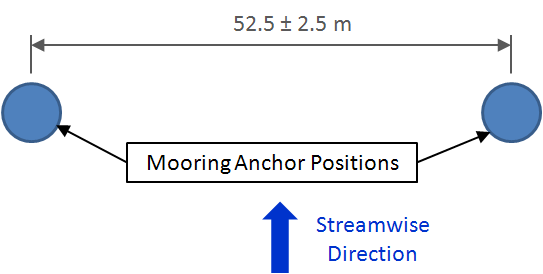 52.5 ± 2.5 m
Mooring Anchor Positions
Streamwise
Direction